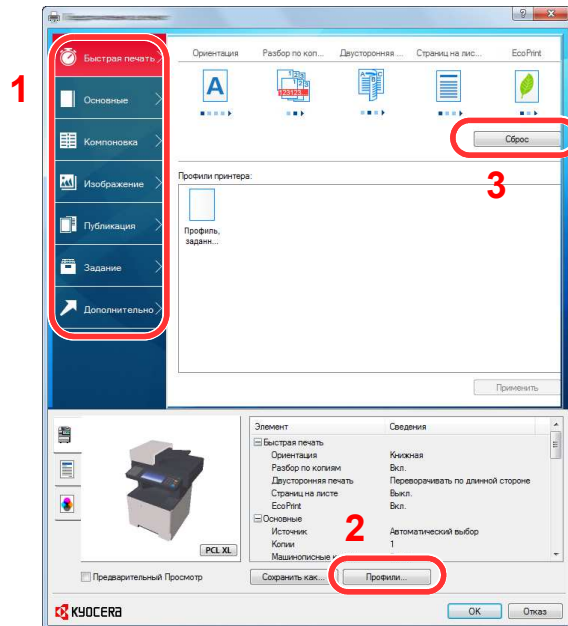 1
Быстрая печать
Основные
Компоновка
Изображение
Публикация
Задание
Дополнительно
Ориентация
Разбор по коп...
Двусторонняя ...
Страниц на лис...
EcoPrint
A
123
123123
A B C
Сброс
3
Профили принтера:
Профиль,
заданн...
Применить
Элемент Сведения
Быстрая печать
Ориентация Книжная
Разбор по копиям Вкл.
Двусторонняя печать Переворачивать по длинной стороне
Страниц на листе Выкл.
EcoPrint Вкл.
Основные
Источник Автоматический выбор
Копии 1
Машинописные
2
PCL XL
Предварительный Просмотр
Сохранить как...
Профили...
KYOCERA
OK
Отказ